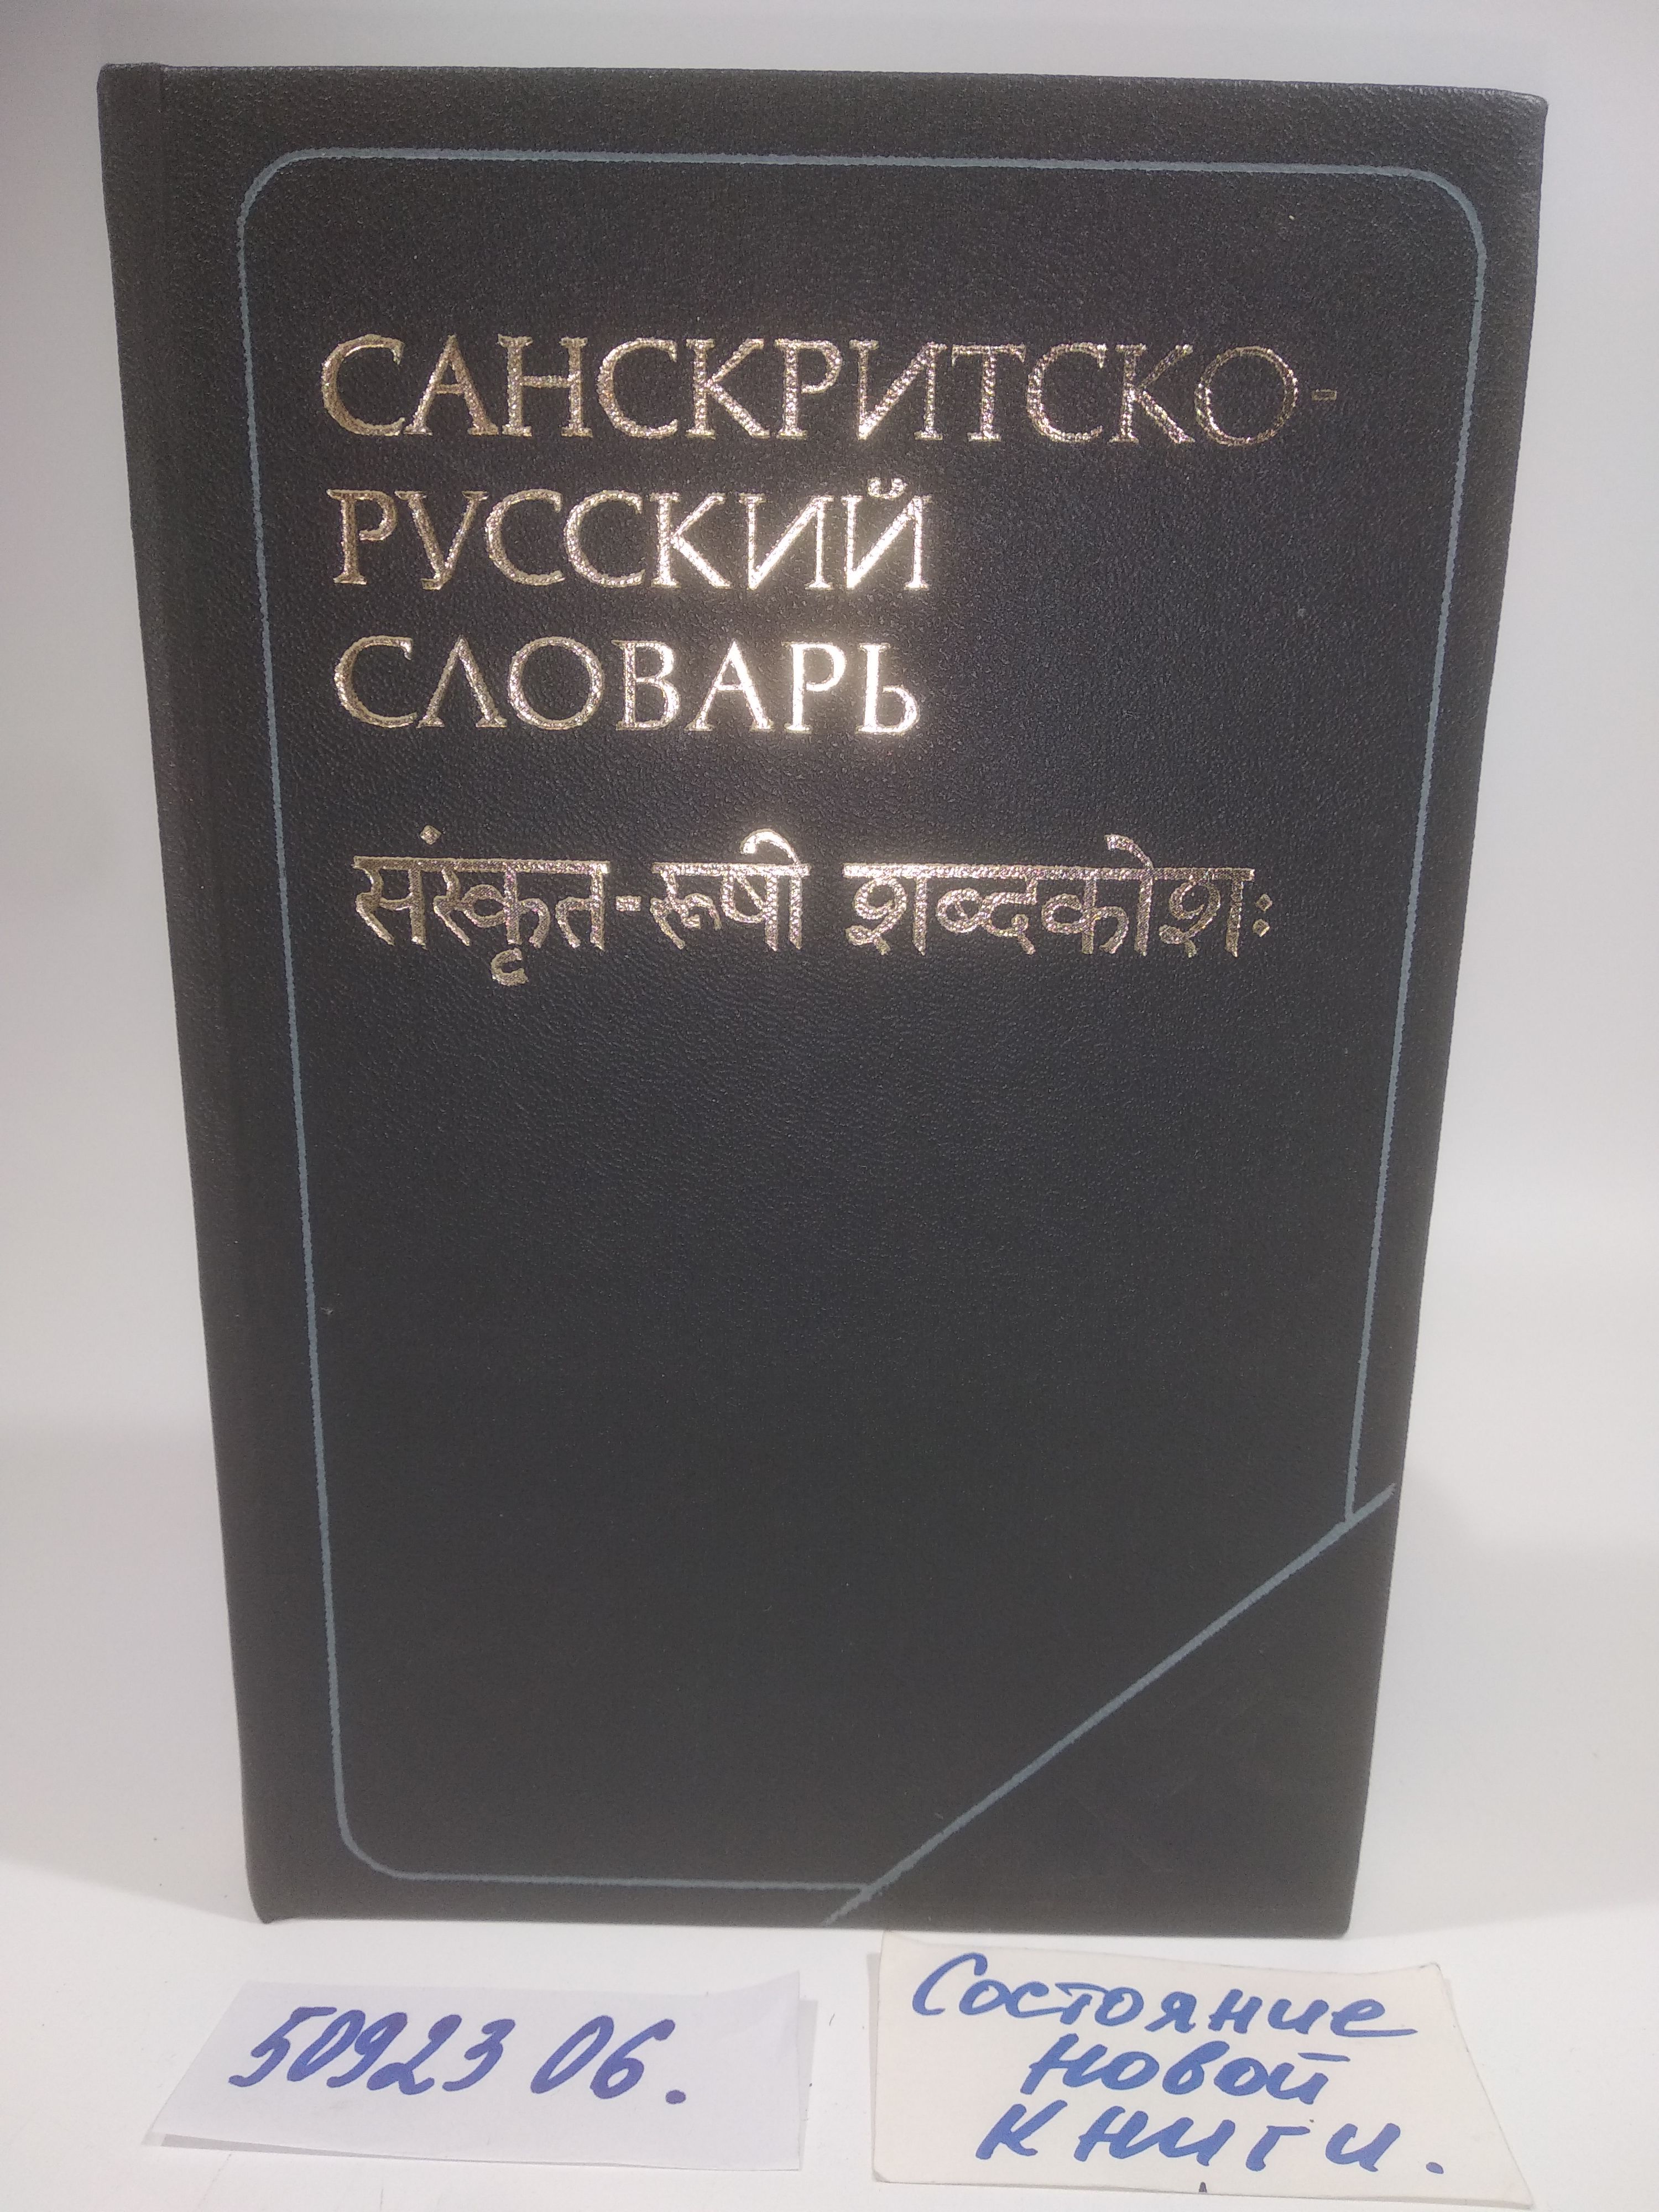 САНСКРИТСКО-
РУССКИЙ
СЛОВАРЬ
संस्कृत-रूषी शब्दकोशः
50923 06.
Состояние
новой
книги.